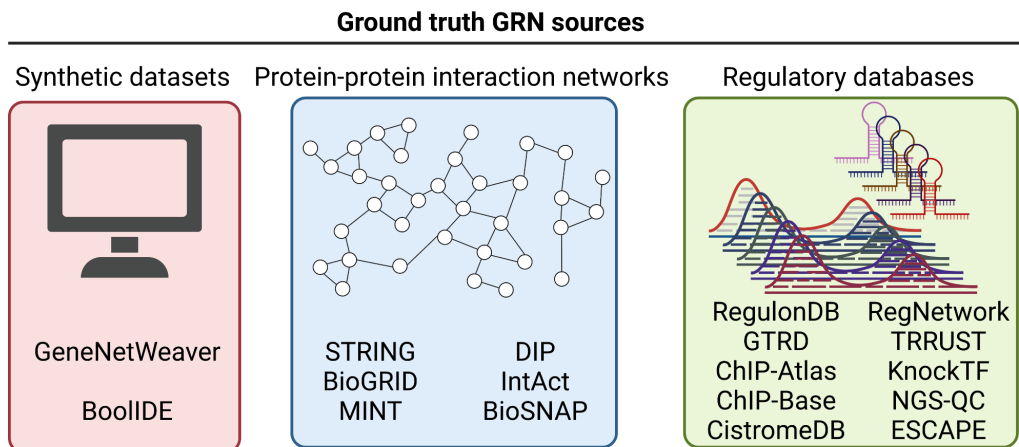 Ground truth GRN sources
Synthetic datasets
GeneNetWeaver
BoolIDE
Protein-protein interaction networks
STRING DIP
BioGRID IntAct
MINT BioSNAP
Regulatory databases
RegulonDB RegNetwork
GTRD TRRUST
ChIP-Atlas KnockTF
ChIP-Base NGS-QC
CistromeDB ESCAPE